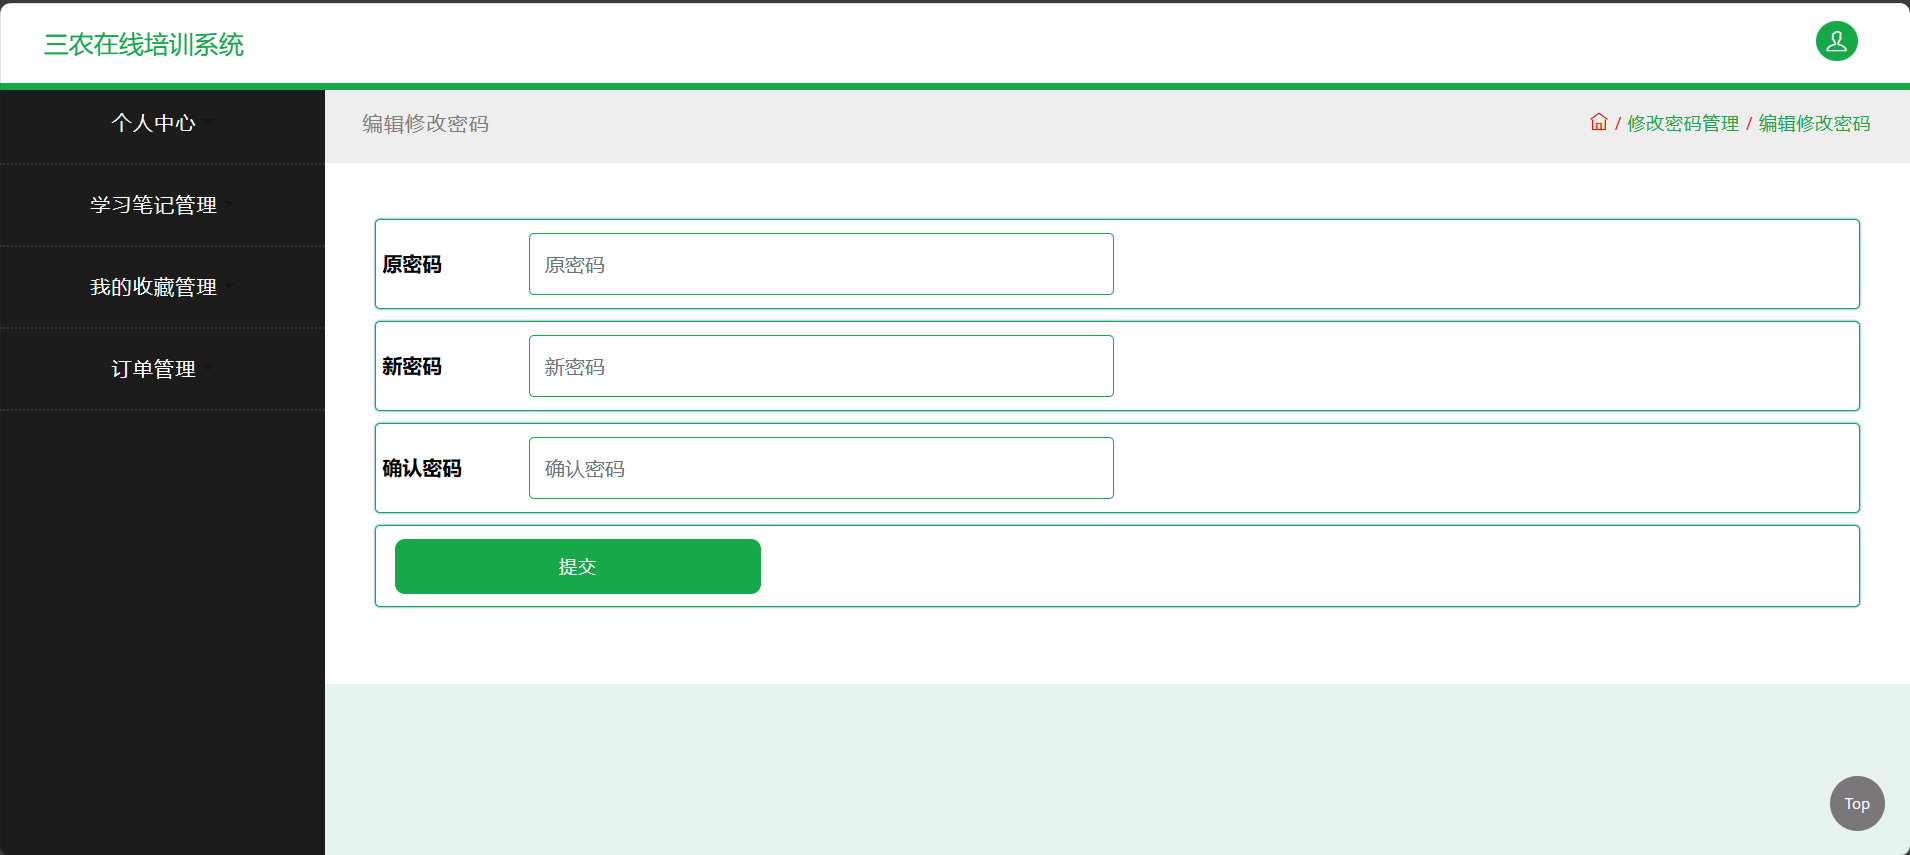 三农在线培训系统
个人中心
学习笔记管理
我的收藏管理
订单管理
编辑修改密码
/ 修改密码管理 / 编辑修改密码
原密码 原密码
新密码 新密码
确认密码 确认密码
提交
Top